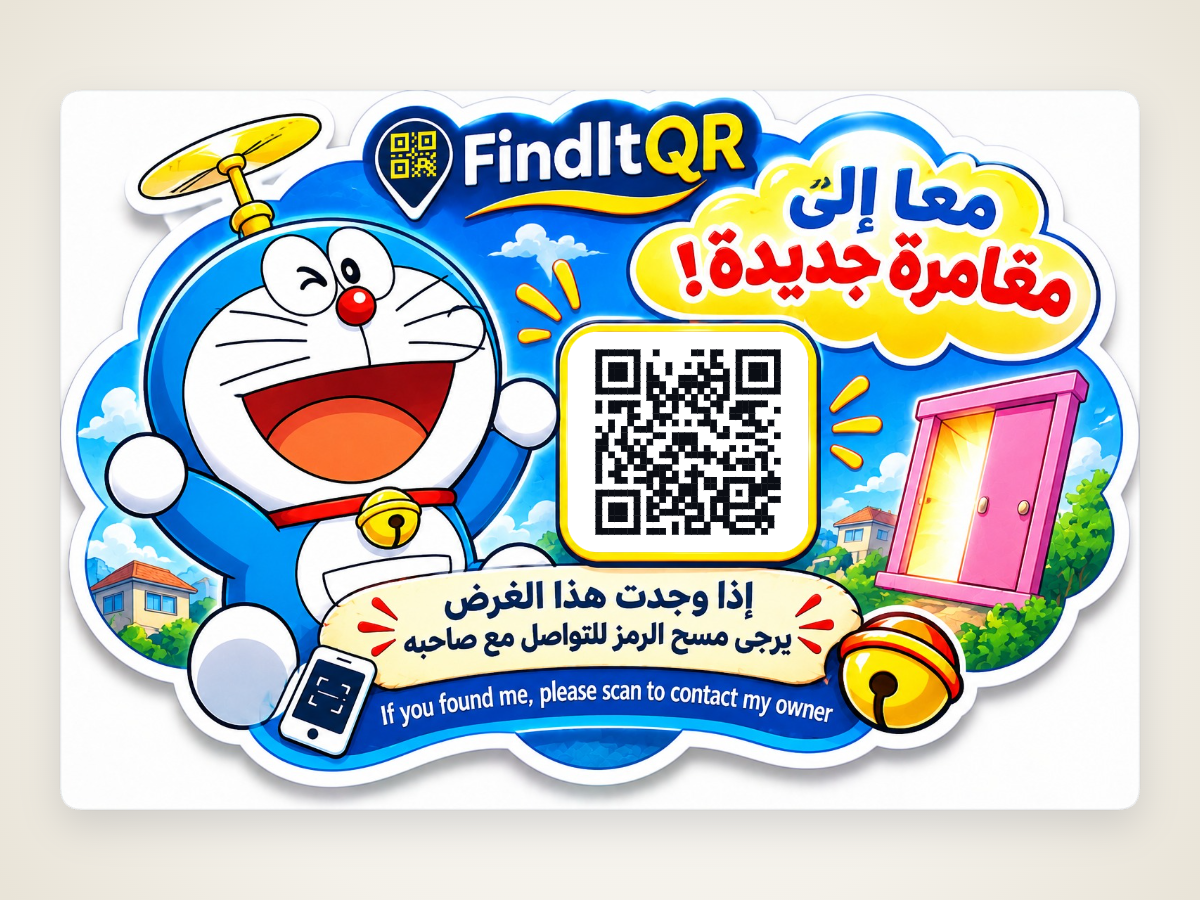 FindItQR
معا إلىً
مغامرة جديدة!
إذا وجدت هذا الغرض
يرجى مسح الرمز للتواصل مع صاحبه
If you found me, please scan to contact my owner